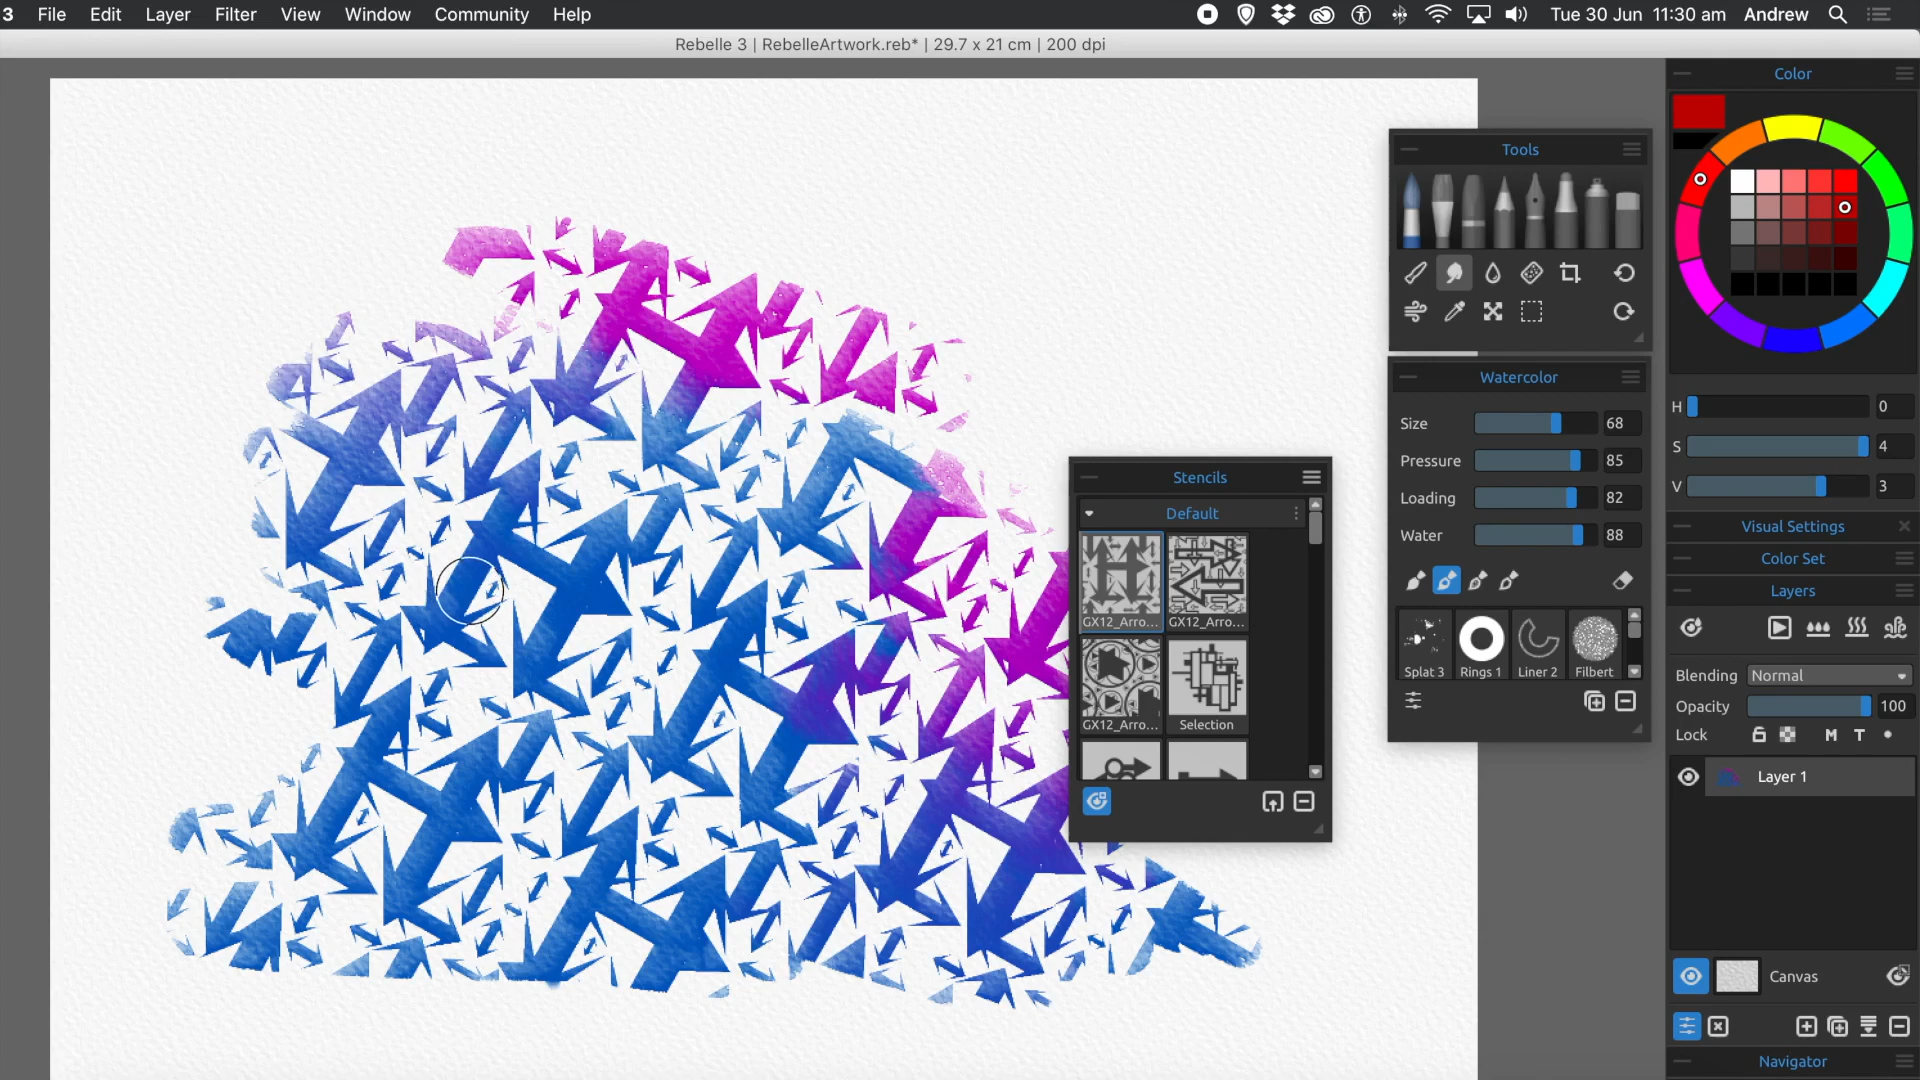 3 File Edit Layer Filter View Window Community Help Tue 30 Jun 11:30 am Andrew
Rebelle 3 | RebelleArtwork.reb* | 29.7 x 21 cm | 200 dpi
Color
Tools
Watercolor
Size 68
Pressure 85
Loading 82
Water 88
Splat 3 Rings 1 Liner 2 Filbert
Stencils
Default
GX12_Arro... GX12_Arro...
GX12_Arro... Selection
H 0
S 4
V 3
Visual Settings
Color Set
Layers
Blending Normal
Opacity 100
Lock M T
Layer 1
Canvas
Navigator